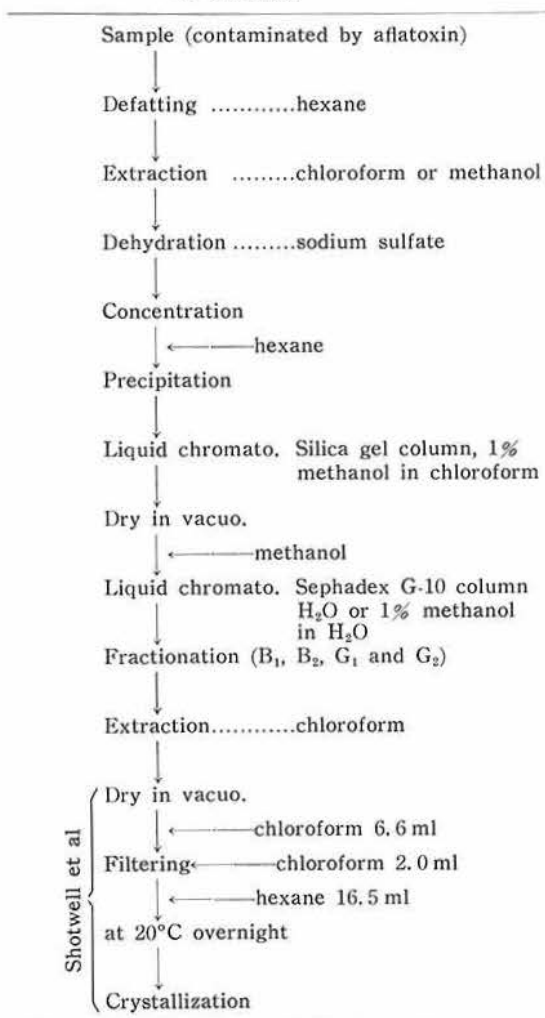 Sample (contaminated by aflatoxin)
Defatting ............hexane
Extraction .........chloroform or methanol
Dehydration .........sodium sulfate
Concentration
hexane
Precipitation
Liquid chromato. Silica gel column, 1%
methanol in chloroform
Dry in vacuo.
methanol
Liquid chromato. Sephadex G-10 column
H₂O or 1% methanol
in H₂O
Fractionation (B₁, B₂, G₁ and G₂)
Extraction............chloroform
Shotwell et al
Dry in vacuo.
chloroform 6.6 ml
Filtering chloroform 2.0 ml
hexane 16.5 ml
at 20°C overnight
Crystallization